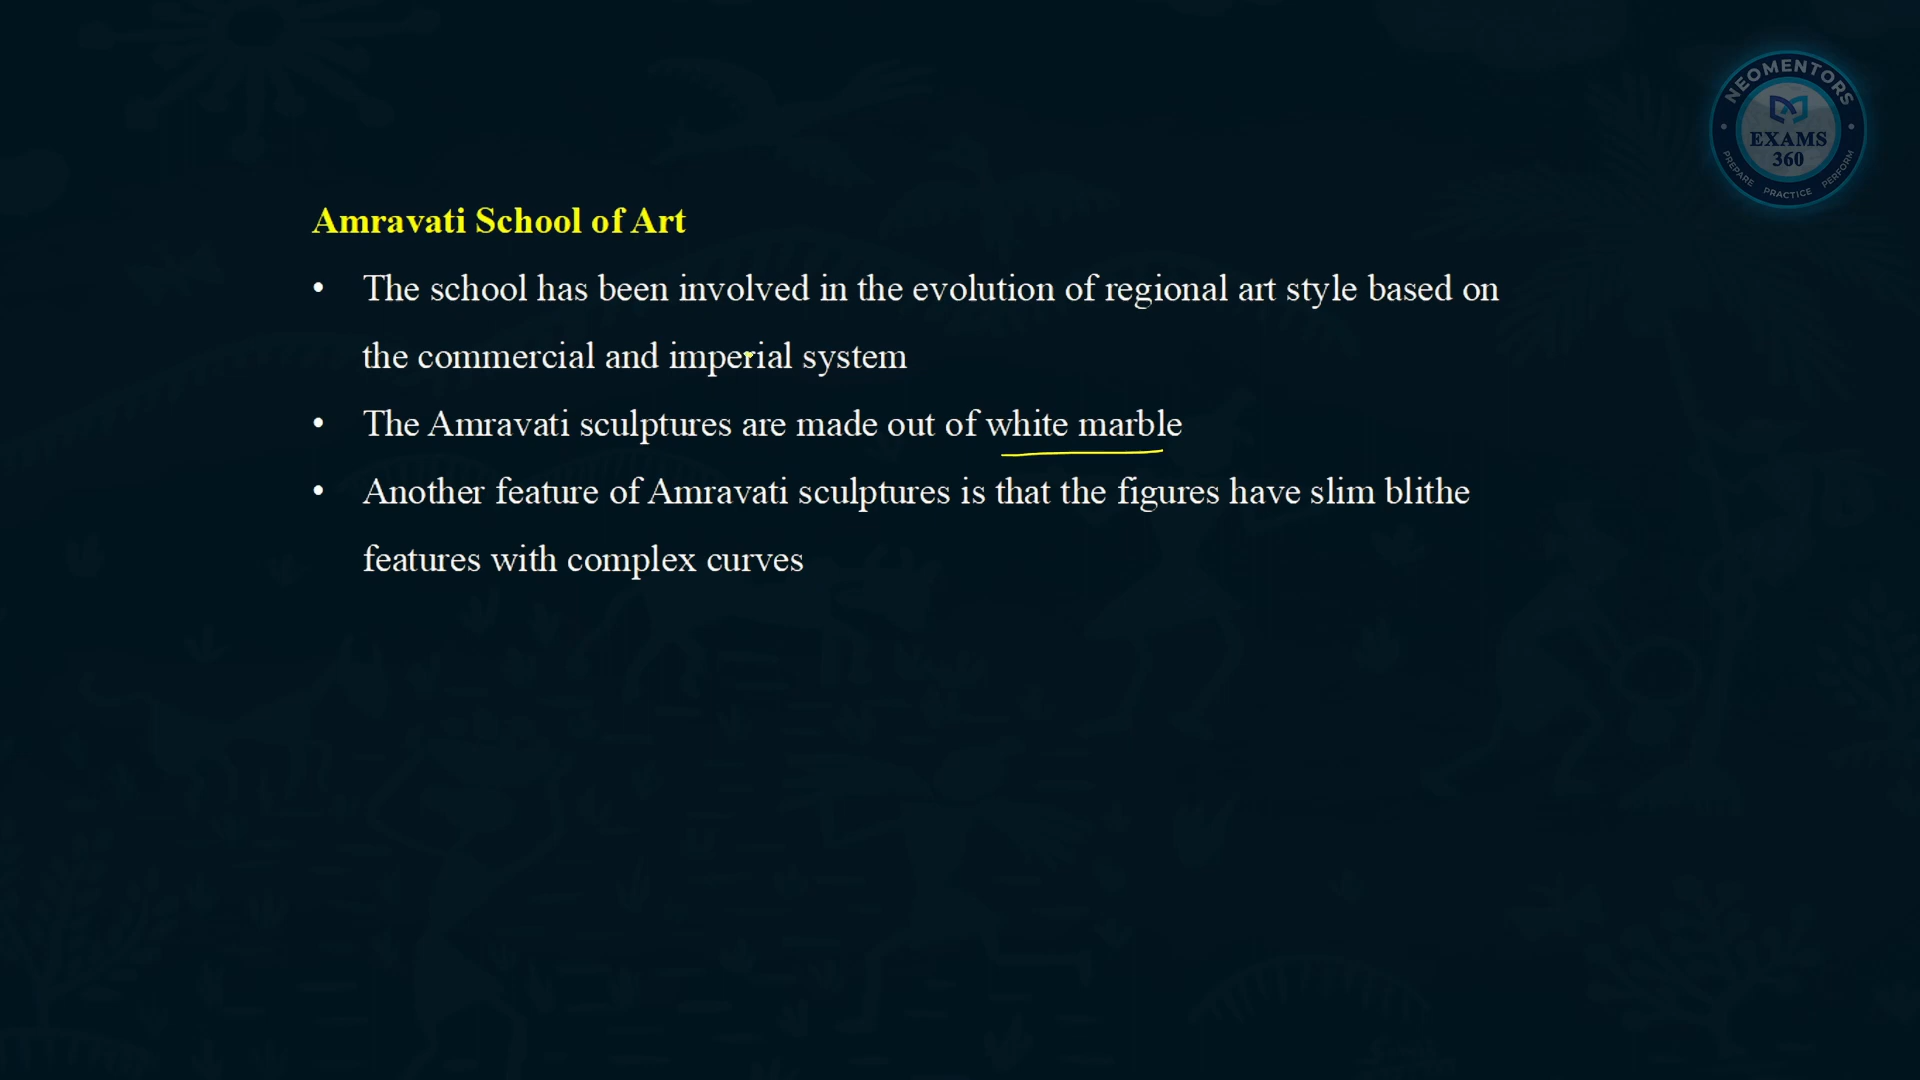 NEOMENTORS
EXAMS
360
PREPARE PRACTICE PERFORM
Amravati School of Art
• The school has been involved in the evolution of regional art style based on
the commercial and imperial system
• The Amravati sculptures are made out of white marble
• Another feature of Amravati sculptures is that the figures have slim blithe
features with complex curves